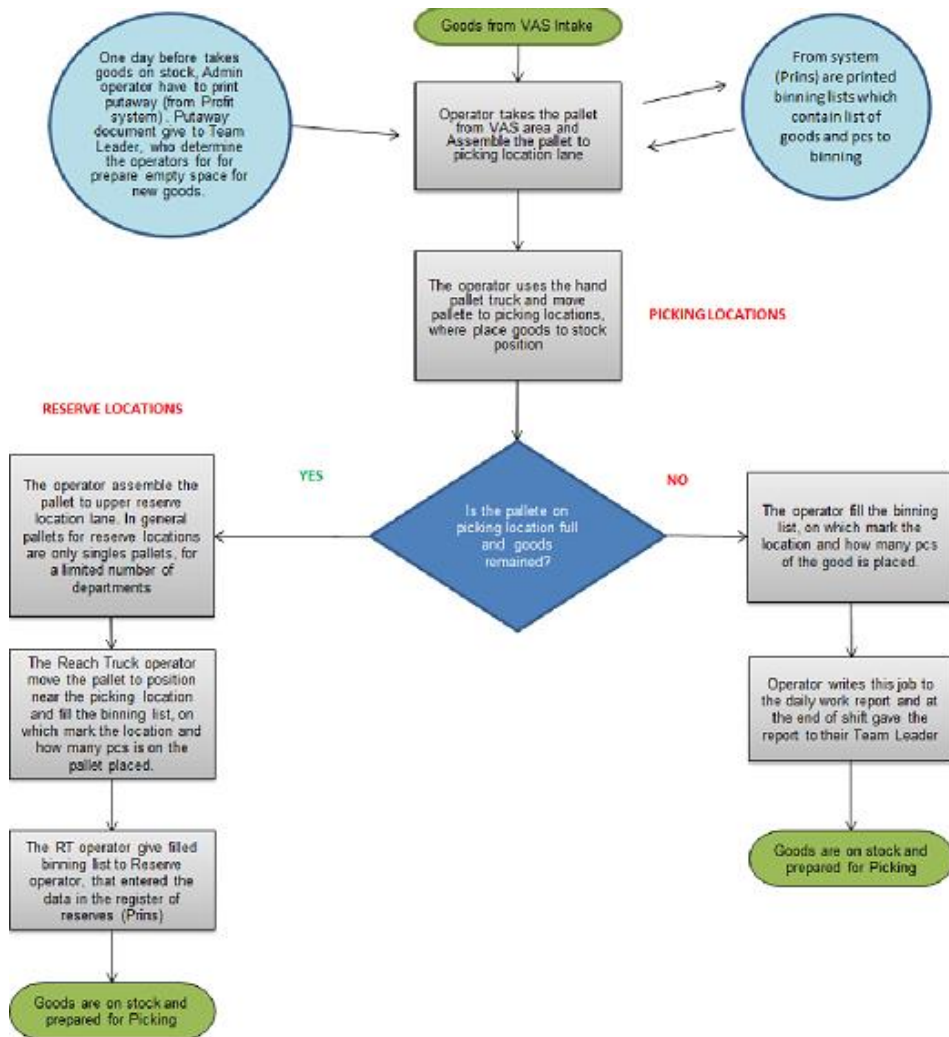 Goods from VAS Intake
One day before takes
goods on stock, Admin
operator have to print
putaway (from Profit
system). Putaway
document give to Team
Leader, who determine
the operators for for
prepare empty space for
new goods.
Operator takes the pallet
from VAS area and
Assemble the pallet to
picking location lane
From system
(Prins) are printed
binning lists which
contain list of
goods and pcs to
binning
The operator uses the hand
pallet truck and move
pallete to picking locations,
where place goods to stock
position
PICKING LOCATIONS
RESERVE LOCATIONS
YES
NO
Is the pallete on
picking location full
and goods
remained?
The operator assemble the
pallet to upper reserve
location lane. In general
pallets for reserve locations
are only singles pallets, for
a limited number of
departments
The Reach Truck operator
move the pallet to position
near the picking location
and fill the binning list, on
which mark the location and
how many pcs is on the
pallet placed.
The RT operator give filled
binning list to Reserve
operator, that entered the
data in the register of
reserves (Prins)
Goods are on stock and
prepared for Picking
The operator fill the binning
list, on which mark the
location and how many pcs
of the good is placed.
Operator writes this job to
the daily work report and at
the end of shift gave the
report to their Team Leader
Goods are on stock and
prepared for Picking